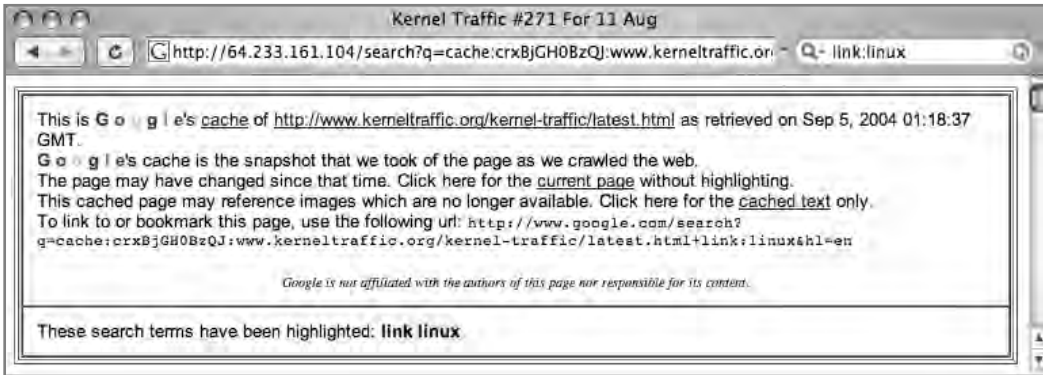 Kernel Traffic #271 For 11 Aug
http://64.233.161.104/search?q=cache:crxBjGH0BzQJ:www.kerneltraffic.or
link:linux
This is Google's cache of http://www.kerneltraffic.org/kernel-traffic/latest.html as retrieved on Sep 5, 2004 01:18:37
GMT.
Google's cache is the snapshot that we took of the page as we crawled the web.
The page may have changed since that time. Click here for the current page without highlighting.
This cached page may reference images which are no longer available. Click here for the cached text only.
To link to or bookmark this page, use the following url: http://www.google.com/search?
q=cache:crxBjGH0BzQJ:www.kerneltraffic.org/kernel-traffic/latest.html+link:linux&hl=en
Google is not affiliated with the authors of this page nor responsible for its content.
These search terms have been highlighted: link linux